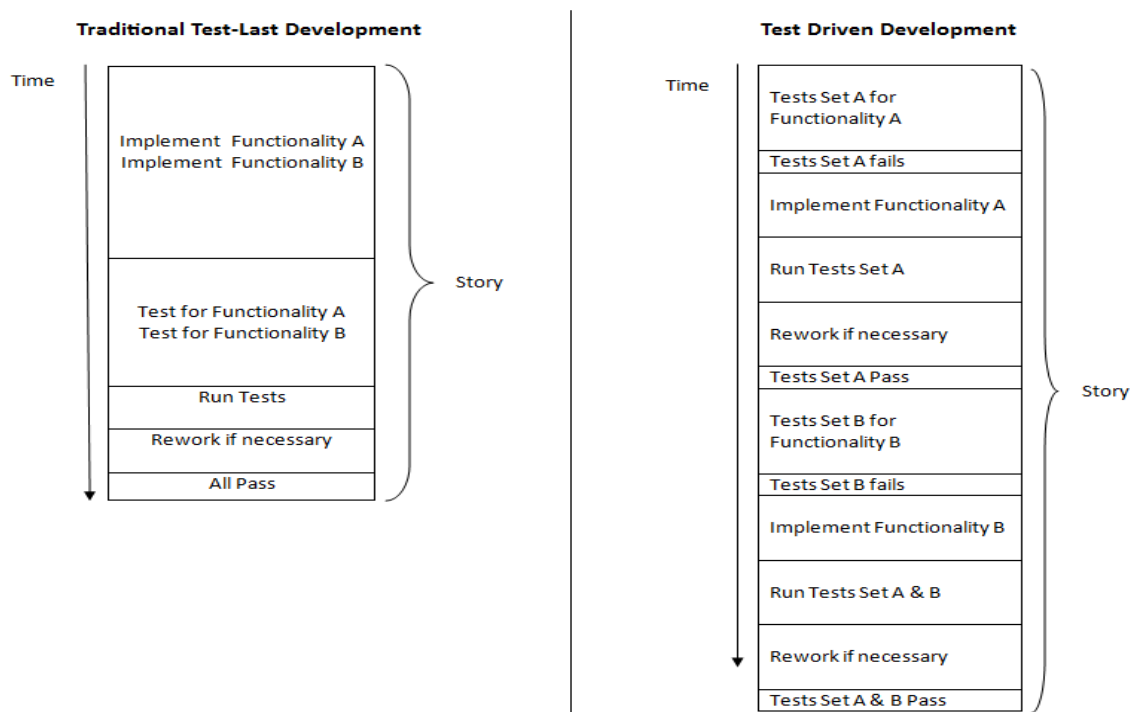 Traditional Test-Last Development
Time
Implement Functionality A
Implement Functionality B
Test for Functionality A
Test for Functionality B
Run Tests
Rework if necessary
All Pass
Story
Test Driven Development
Time
Tests Set A for
Functionality A
Tests Set A fails
Implement Functionality A
Run Tests Set A
Rework if necessary
Tests Set A Pass
Tests Set B for
Functionality B
Tests Set B fails
Implement Functionality B
Run Tests Set A & B
Rework if necessary
Tests Set A & B Pass
Story